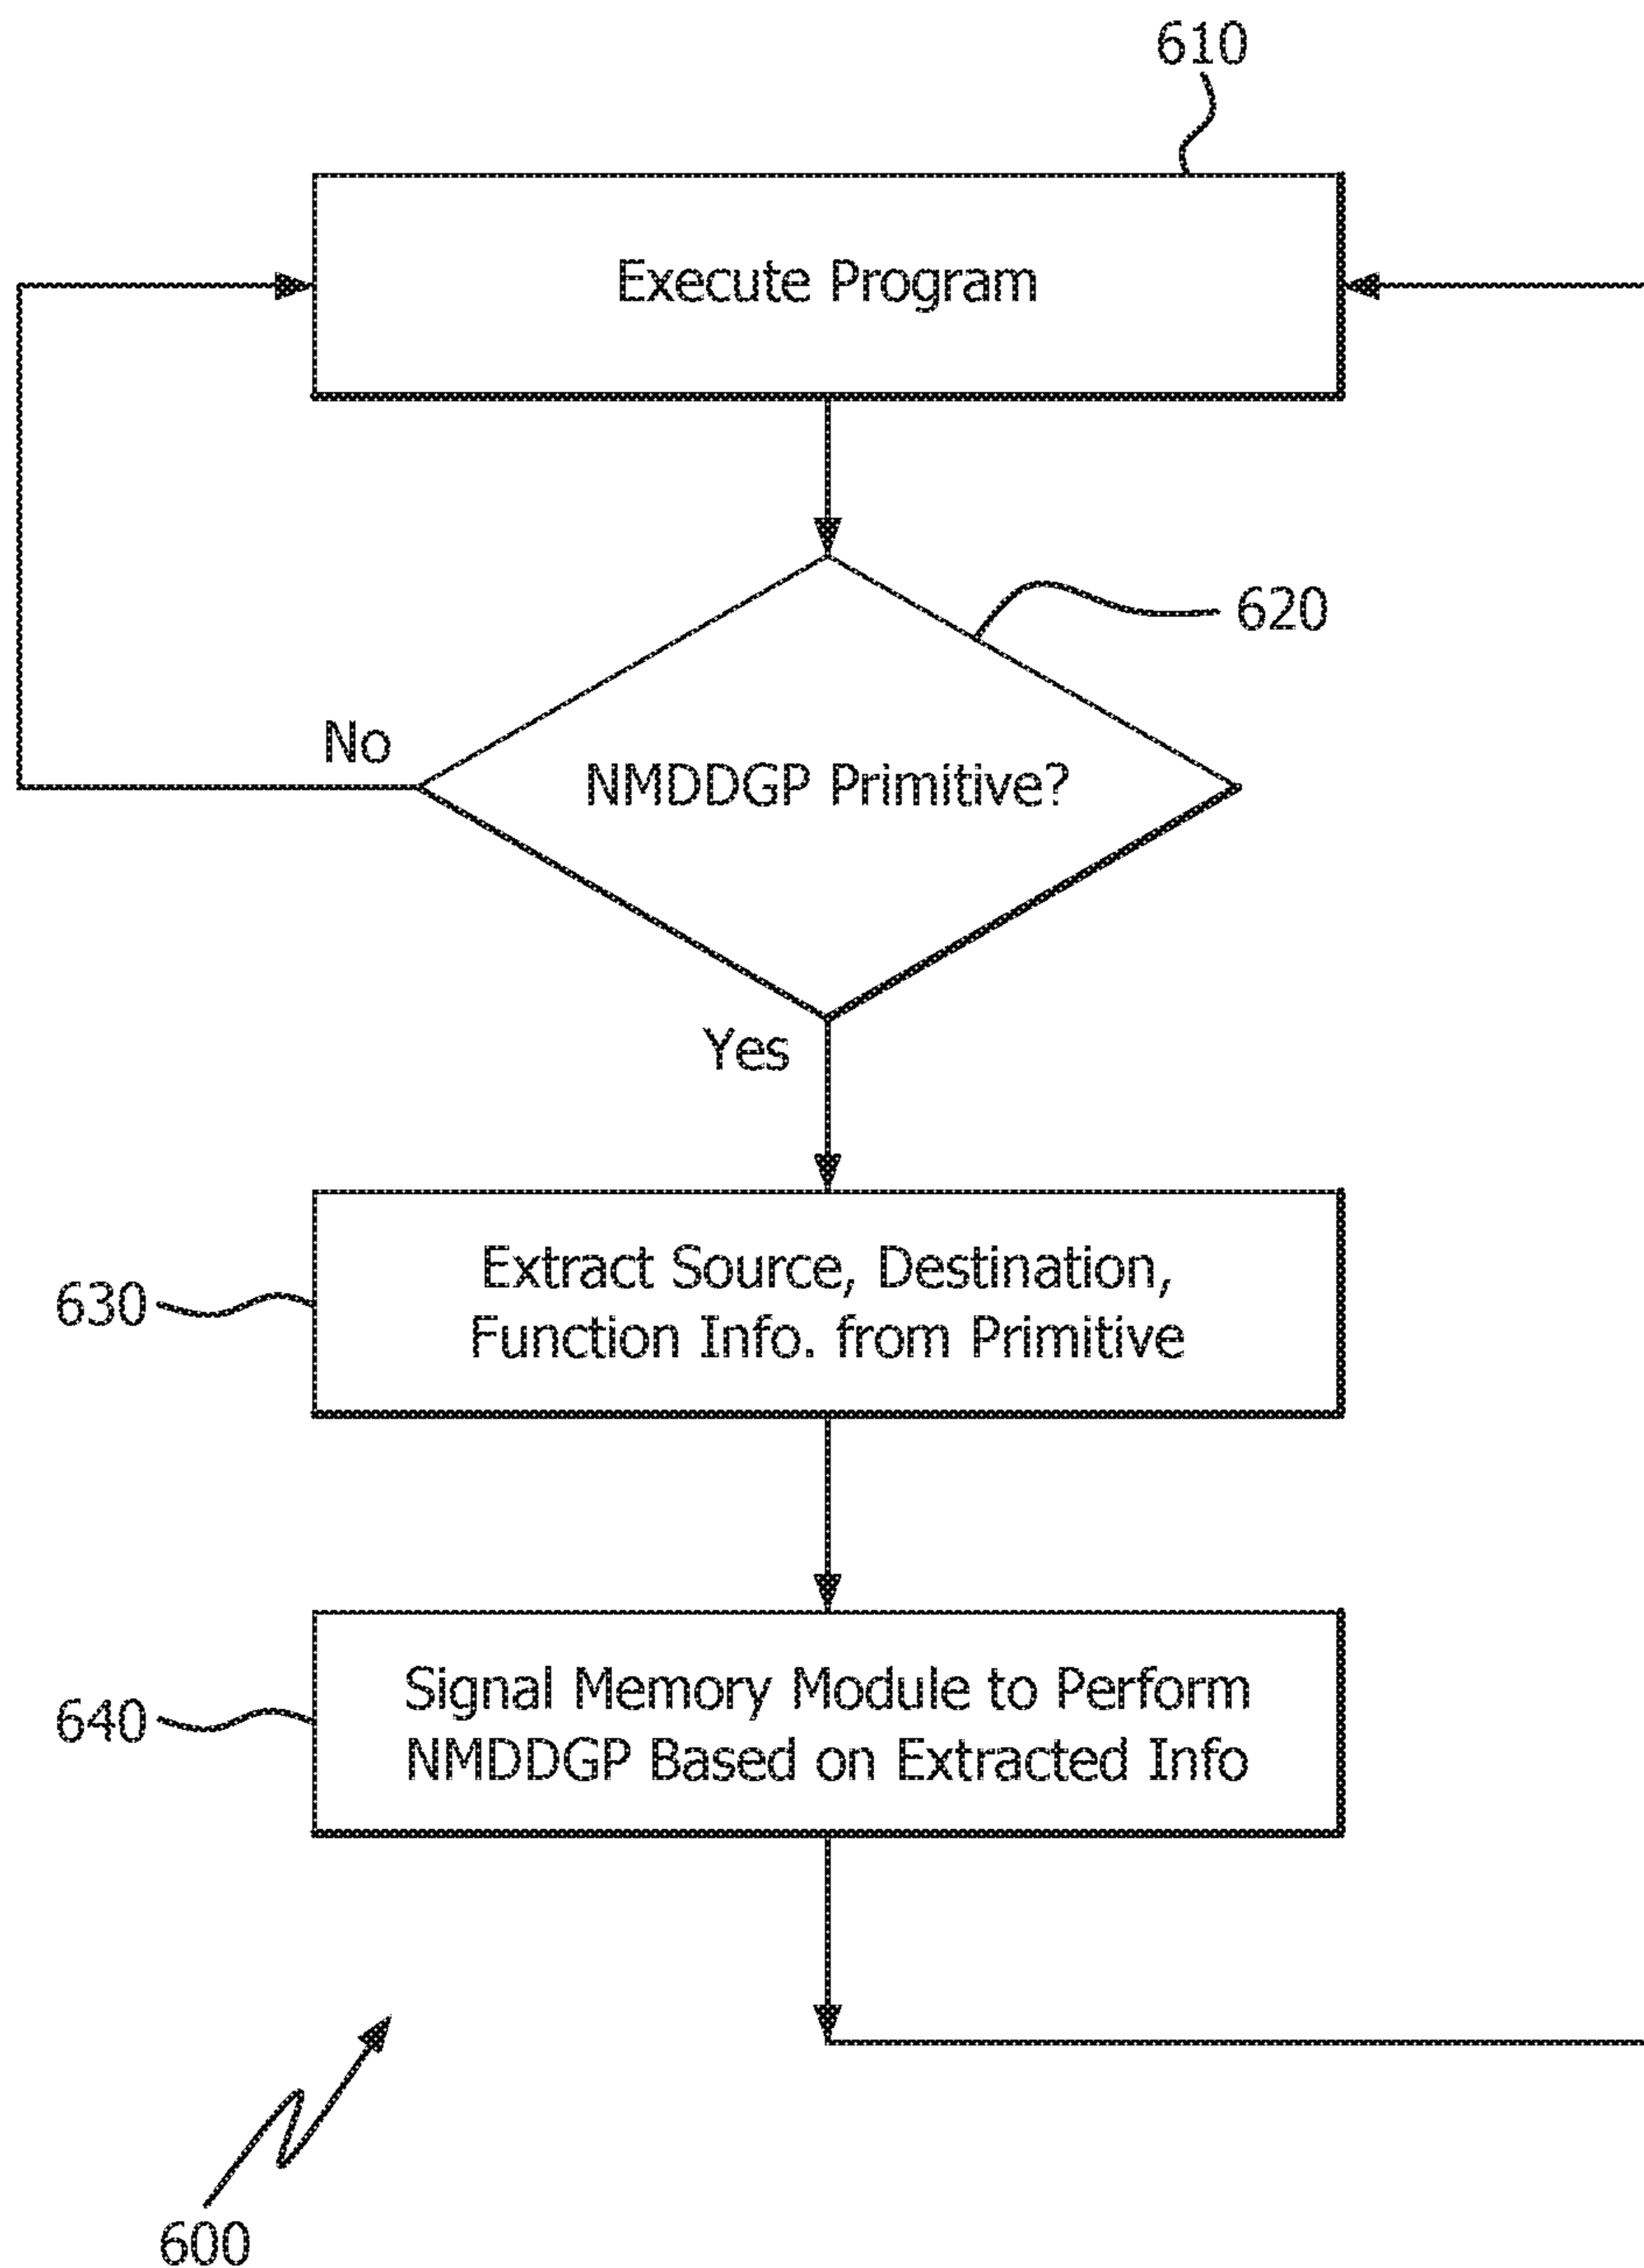 610
Execute Program
620
No
NMDDGP Primitive?
Yes
630
Extract Source, Destination,
Function Info. from Primitive
640
Signal Memory Module to Perform
NMDDGP Based on Extracted Info
600